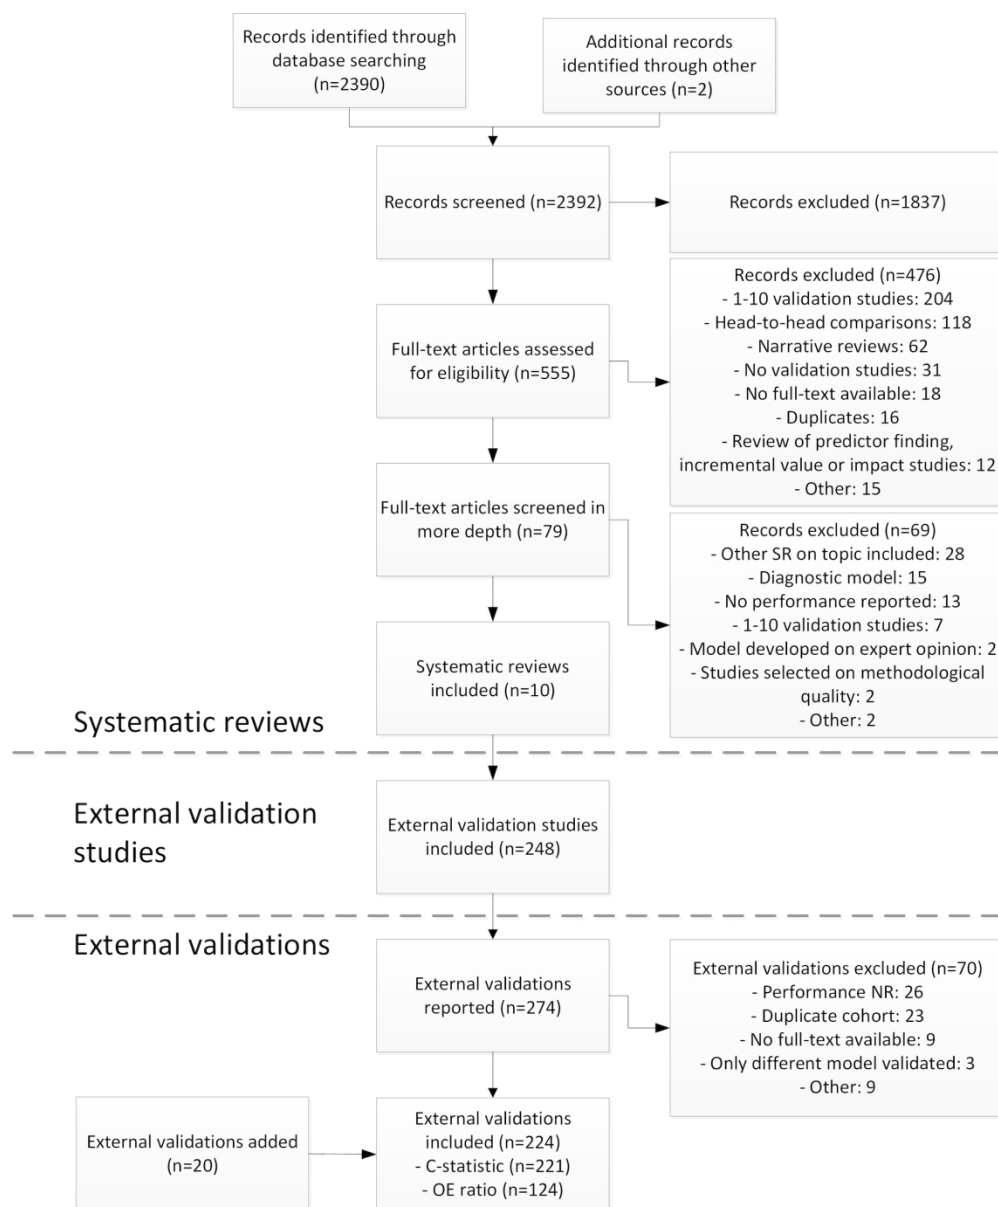 Records identified through
database searching
(n=2390)
Additional records
identified through other
sources (n=2)
Records screened (n=2392)
Records excluded (n=1837)
Full-text articles assessed
for eligibility (n=555)
Records excluded (n=476)
- 1-10 validation studies: 204
- Head-to-head comparisons: 118
- Narrative reviews: 62
- No validation studies: 31
- No full-text available: 18
- Duplicates: 16
- Review of predictor finding,
incremental value or impact studies: 12
- Other: 15
Full-text articles screened in
more depth (n=79)
Records excluded (n=69)
- Other SR on topic included: 28
- Diagnostic model: 15
- No performance reported: 13
- 1-10 validation studies: 7
- Model developed on expert opinion: 2
- Studies selected on methodological
quality: 2
- Other: 2
Systematic reviews
included (n=10)
Systematic reviews
External validation
studies
External validation studies
included (n=248)
External validations
External validations
reported (n=274)
External validations excluded (n=70)
- Performance NR: 26
- Duplicate cohort: 23
- No full-text available: 9
- Only different model validated: 3
- Other: 9
External validations added
(n=20)
External validations
included (n=224)
- C-statistic (n=221)
- OE ratio (n=124)